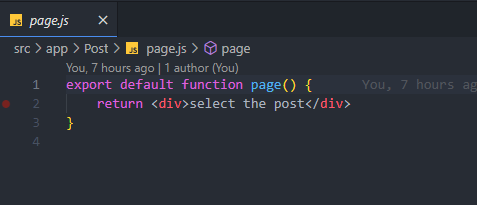 JS page.js ×
src > app > Post > JS page.js > page
You, 7 hours ago | 1 author (You)
1 export default function page() { You, 7 hours ag
2 return <div>select the post</div>
3 }
4